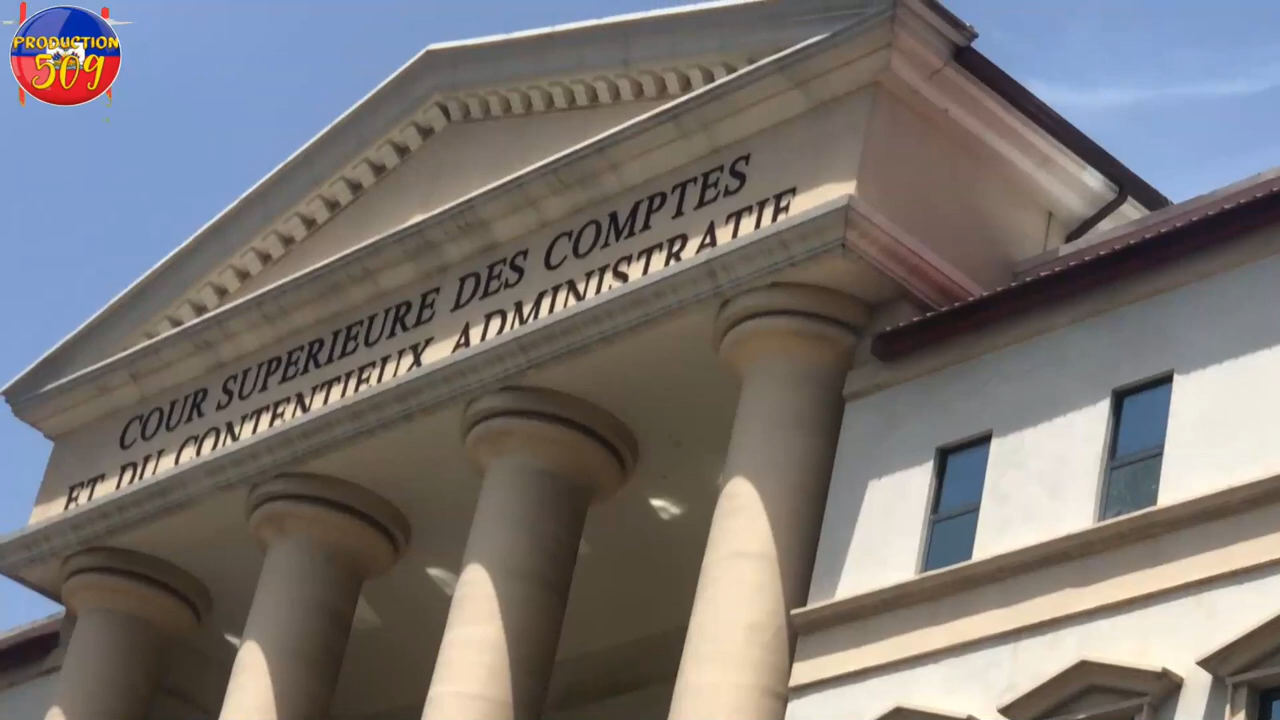 PRODUCTION
509
COUR SUPERIEURE DES COMPTES
ET DU CONTENTIEUX ADMINISTRATIF